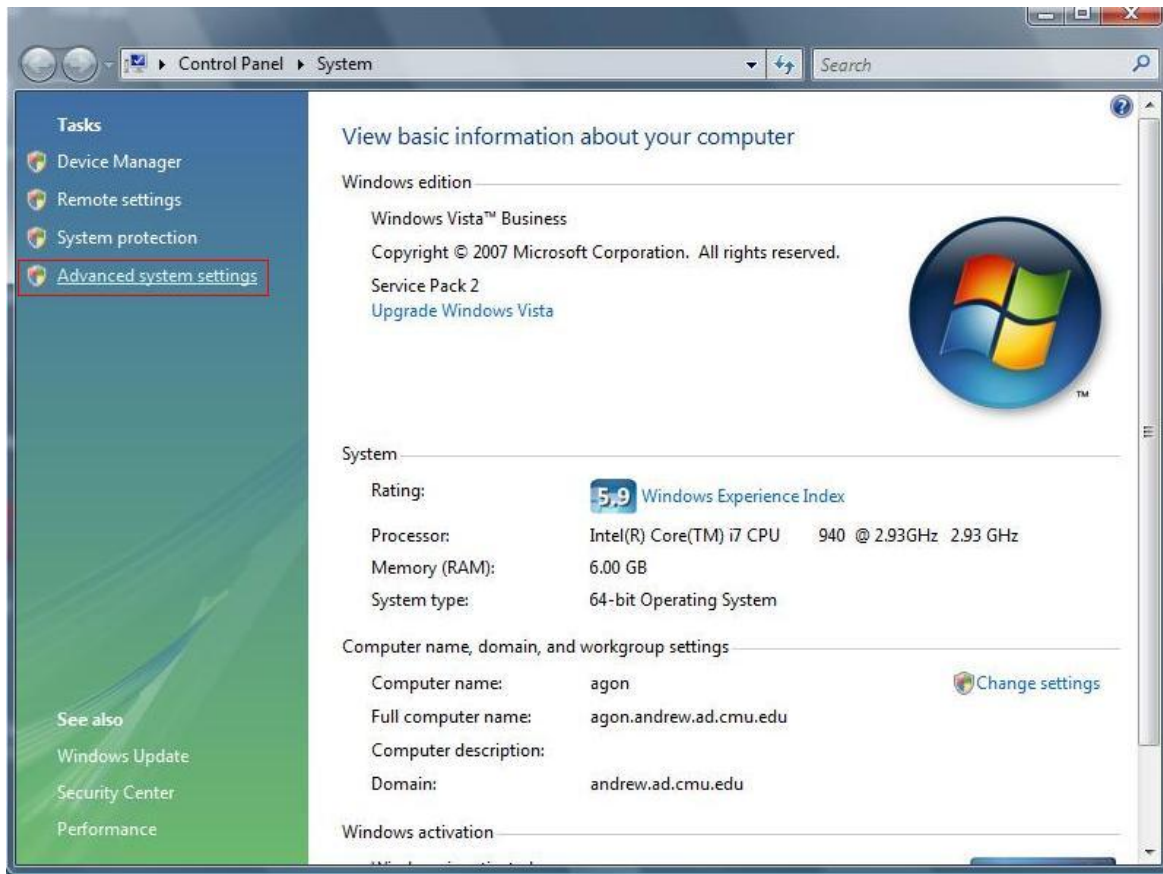 Control Panel ▸ System
Search
Tasks
Device Manager
Remote settings
System protection
Advanced system settings
See also
Windows Update
Security Center
Performance
View basic information about your computer
Windows edition
Windows Vista™ Business
Copyright © 2007 Microsoft Corporation. All rights reserved.
Service Pack 2
Upgrade Windows Vista
TM
System
Rating: 5,9 Windows Experience Index
Processor: Intel(R) Core(TM) i7 CPU 940 @ 2.93GHz 2.93 GHz
Memory (RAM): 6.00 GB
System type: 64-bit Operating System
Computer name, domain, and workgroup settings
Computer name: agon Change settings
Full computer name: agon.andrew.ad.cmu.edu
Computer description:
Domain: andrew.ad.cmu.edu
Windows activation